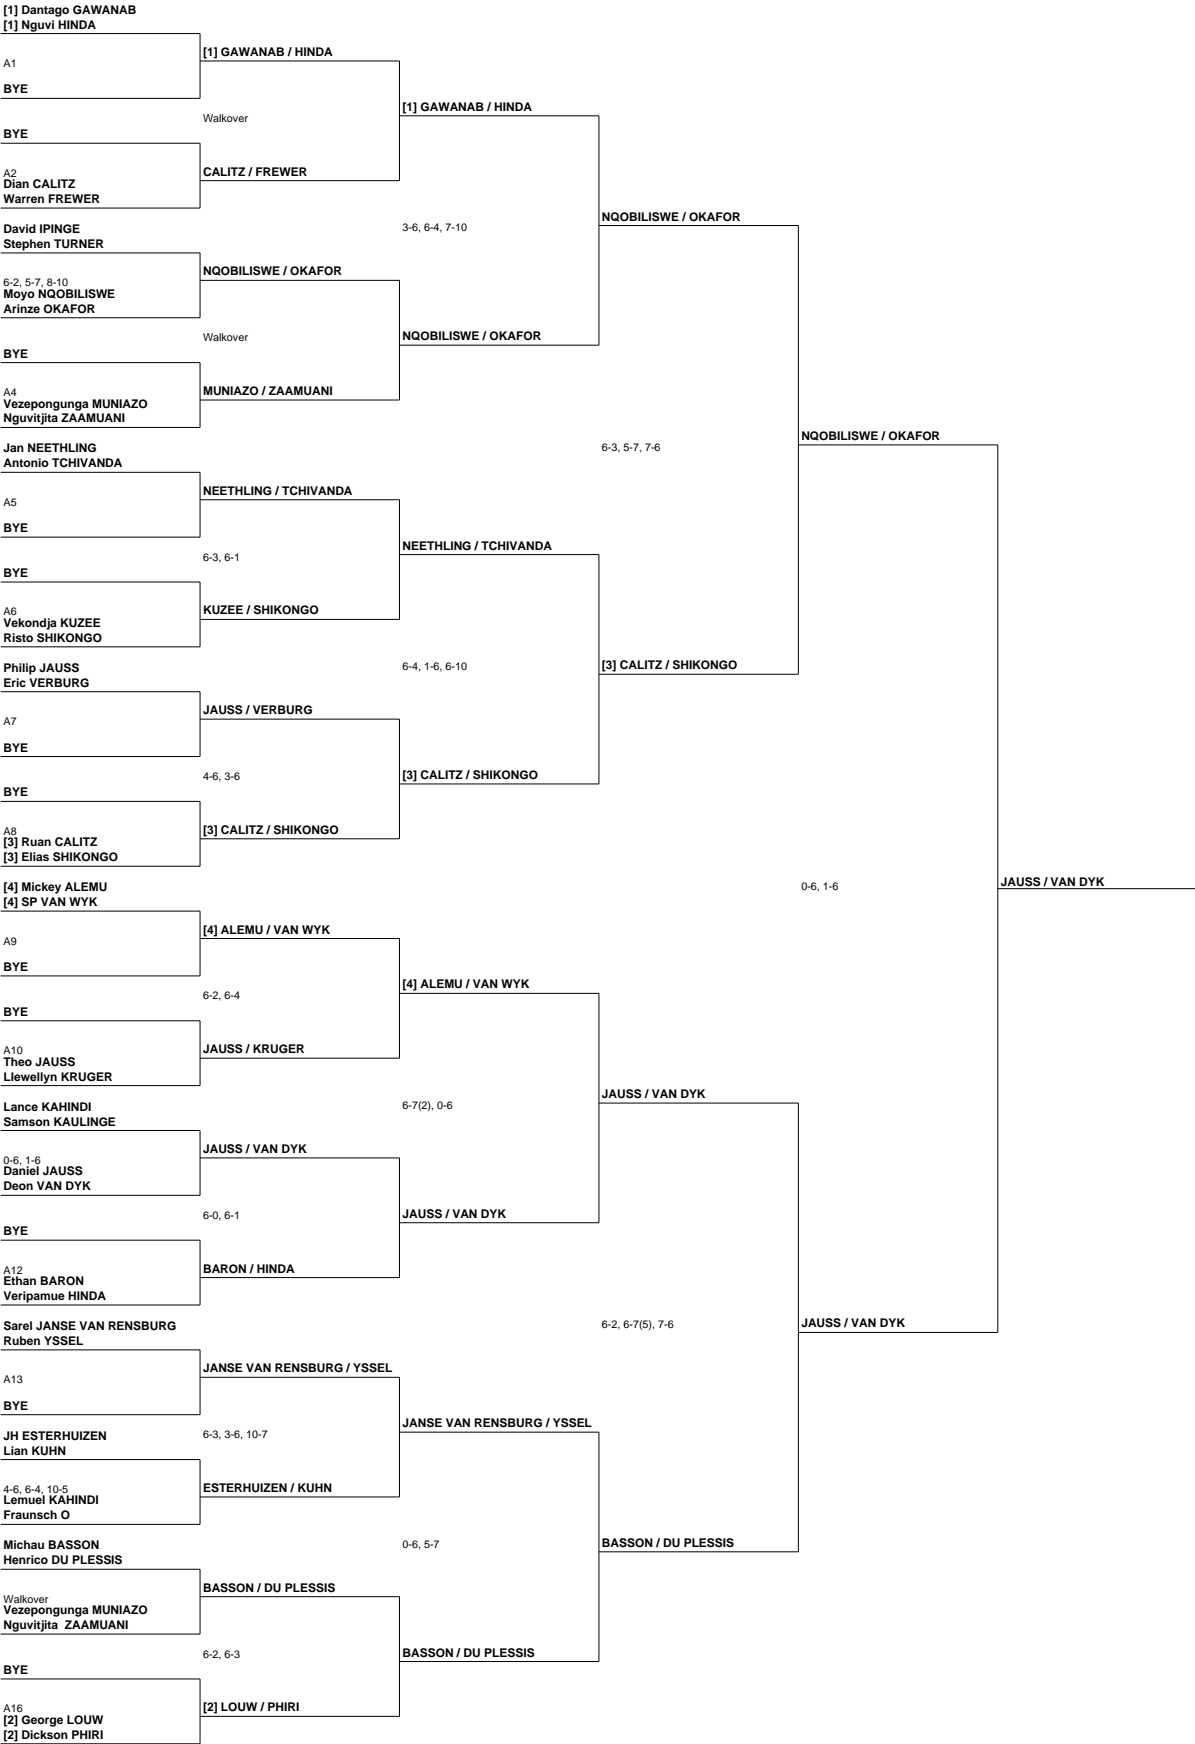 [1] Dantago GAWANAB
[1] Nguvi HINDA
[1] GAWANAB / HINDA
A1
BYE
[1] GAWANAB / HINDA
Walkover
BYE
A2
CALITZ / FREWER
Dian CALITZ
Warren FREWER
NQOBILISWE / OKAFOR
David IPINGE
3-6, 6-4, 7-10
Stephen TURNER
NQOBILISWE / OKAFOR
6-2, 5-7, 8-10
Moyo NQOBILISWE
Arinze OKAFOR
Walkover
NQOBILISWE / OKAFOR
BYE
A4
MUNIAZO / ZAAMUANI
Vezepongunga MUNIAZO
Nguvitjita ZAAMUANI
NQOBILISWE / OKAFOR
Jan NEETHLING
6-3, 5-7, 7-6
Antonio TCHIVANDA
NEETHLING / TCHIVANDA
A5
BYE
NEETHLING / TCHIVANDA
6-3, 6-1
BYE
A6
KUZEE / SHIKONGO
Vekondja KUZEE
Risto SHIKONGO
Philip JAUSS
6-4, 1-6, 6-10
[3] CALITZ / SHIKONGO
Eric VERBURG
JAUSS / VERBURG
A7
BYE
4-6, 3-6
[3] CALITZ / SHIKONGO
BYE
A8
[3] CALITZ / SHIKONGO
[3] Ruan CALITZ
[3] Elias SHIKONGO
JAUSS / VAN DYK
0-6, 1-6
[4] Mickey ALEMU
[4] SP VAN WYK
[4] ALEMU / VAN WYK
A9
BYE
[4] ALEMU / VAN WYK
6-2, 6-4
BYE
A10
JAUSS / KRUGER
Theo JAUSS
Llewellyn KRUGER
JAUSS / VAN DYK
Lance KAHINDI
6-7(2), 0-6
Samson KAULINGE
JAUSS / VAN DYK
0-6, 1-6
Daniel JAUSS
Deon VAN DYK
6-0, 6-1
JAUSS / VAN DYK
BYE
A12
BARON / HINDA
Ethan BARON
Veripamue HINDA
Sarel JANSE VAN RENSBURG
6-2, 6-7(5), 7-6
JAUSS / VAN DYK
Ruben YSSEL
JANSE VAN RENSBURG / YSSEL
A13
BYE
JANSE VAN RENSBURG / YSSEL
JH ESTERHUIZEN
6-3, 3-6, 10-7
Lian KUHN
4-6, 6-4, 10-5
ESTERHUIZEN / KUHN
Lemuel KAHINDI
Fraunsch O
Michau BASSON
0-6, 5-7
BASSON / DU PLESSIS
Henrico DU PLESSIS
BASSON / DU PLESSIS
Walkover
Vezepongunga MUNIAZO
Nguvitjita  ZAAMUANI
6-2, 6-3
BASSON / DU PLESSIS
BYE
A16
[2] LOUW / PHIRI
[2] George LOUW
[2] Dickson PHIRI